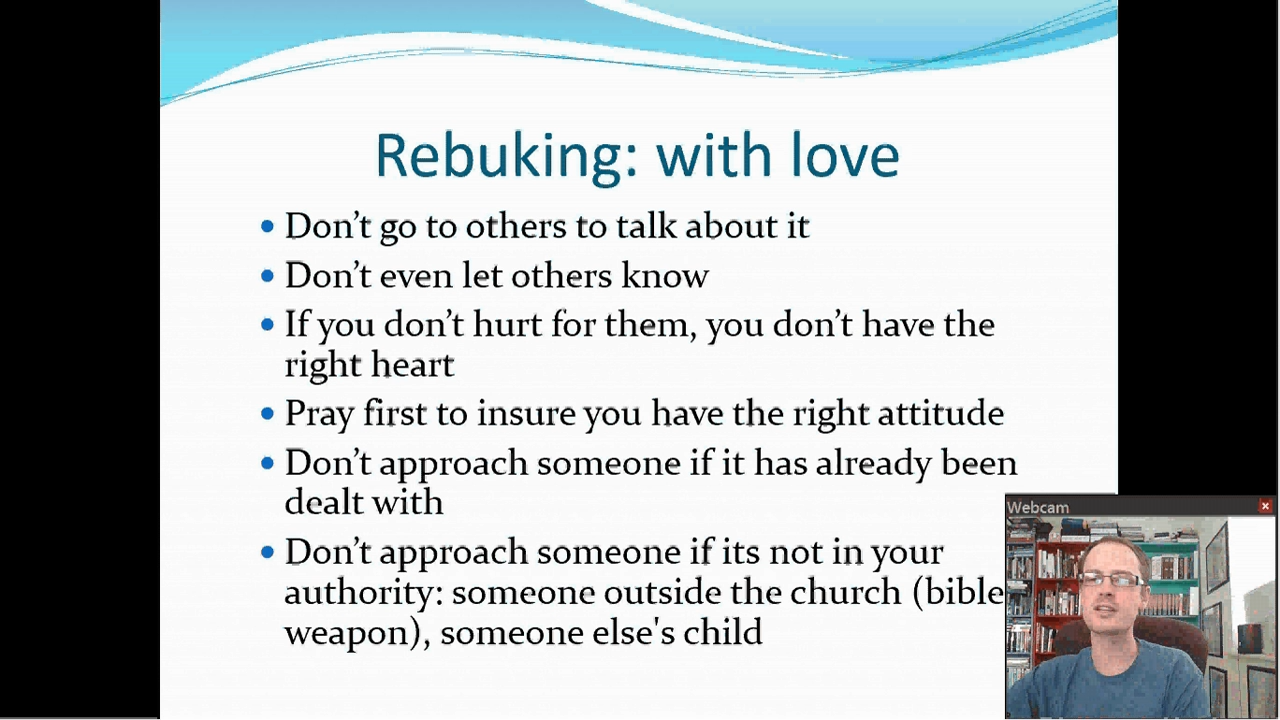 Rebuking: with love
Don’t go to others to talk about it
Don’t even let others know
If you don’t hurt for them, you don’t have the
right heart
Pray first to insure you have the right attitude
Don’t approach someone if it has already been
dealt with
Don’t approach someone if its not in your
authority: someone outside the church (bible
weapon), someone else's child
Webcam